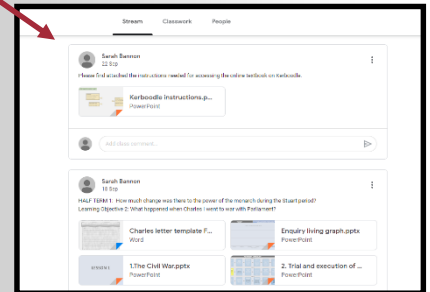 Stream Classwork People
Sarah Bannon
22 Sep
Please find attached the instructions needed for accessing the online textbook on Kerboodle.
Kerboodle instructions.p...
PowerPoint
Add class comment...
Sarah Bannon
18 Sep
HALF TERM 1: How much change was there to the power of the monarch during the Stuart period?
Learning Objective 2: What happened when Charles I went to war with Parliament?
Charles letter template F...
Word
Enquiry living graph.pptx
PowerPoint
1.The Civil War.pptx
PowerPoint
2. Trial and execution of ...
PowerPoint